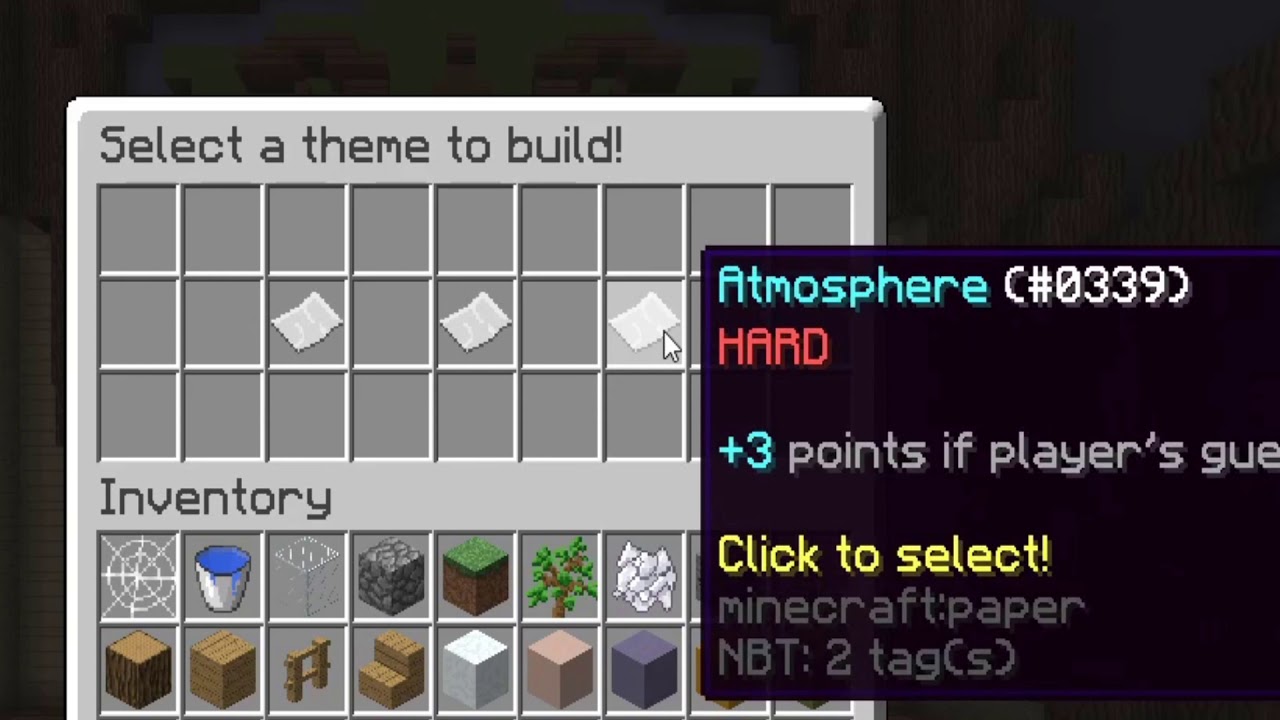 Select a theme to build!
Atmosphere (#0339)
HARD
+3 points if player's gue
Inventory
Click to select!
minecraft:paper
NBT: 2 tag(s)